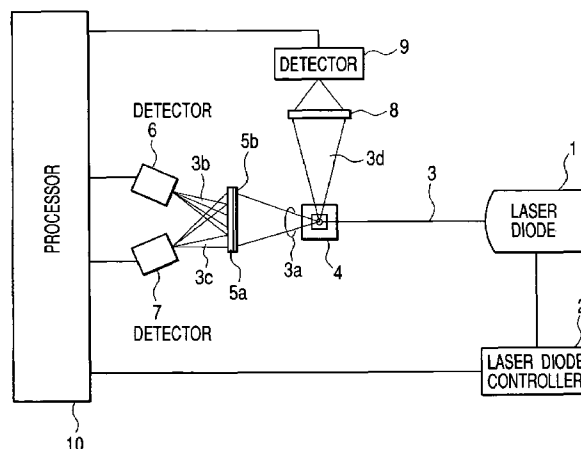 9
DETECTOR
DETECTOR
6
8
5b
3b
3d
1
3
LASER
DIODE
PROCESSOR
3a
4
7
3c
5a
DETECTOR
2
LASER DIODE
CONTROLLER
10